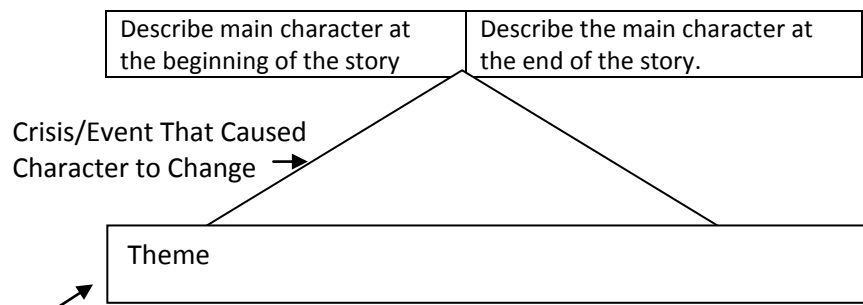 Describe main character at
the beginning of the story
Describe the main character at
the end of the story.
Crisis/Event That Caused
Character to Change
Theme